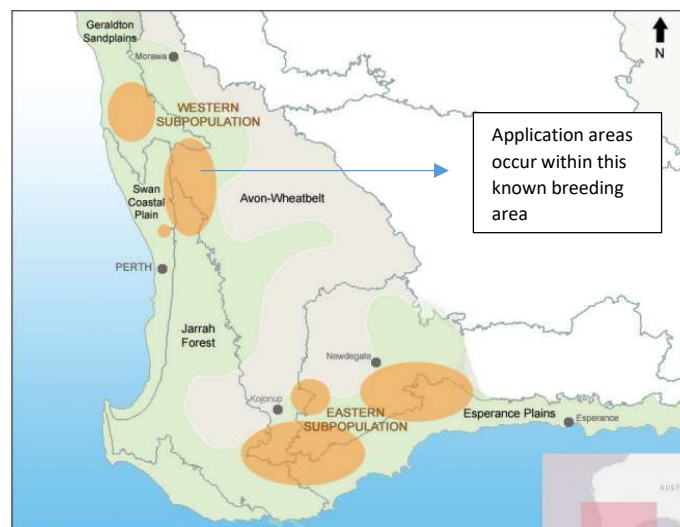 Geraldton
Sandplains
Morawa
N
WESTERN
SUBPOPULATION
Application areas
occur within this
known breeding
area
Swan
Coastal
Plain
Avon-Wheatbelt
PERTH
Jarrah
Forest
Newdegate
Kojonup
EASTERN
SUBPOPULATION
Esperance Plains
Esperance
AUST